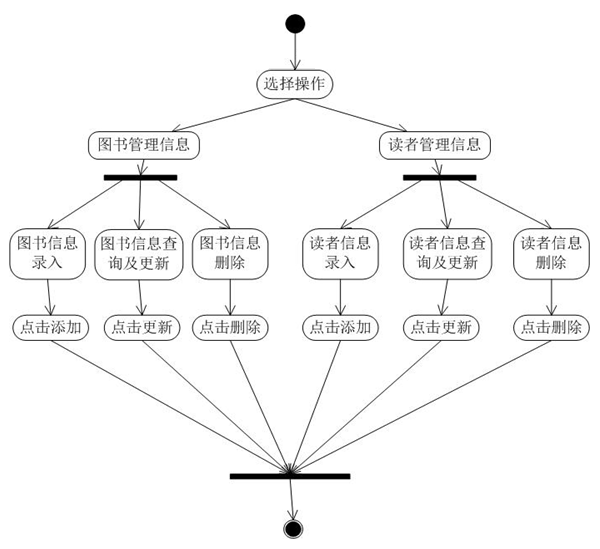 选择操作
图书管理信息
读者管理信息
图书信息
录入
图书信息查
询及更新
图书信息
删除
读者信息
录入
读者信息查
询及更新
读者信息
删除
点击添加
点击更新
点击删除
点击添加
点击更新
点击删除